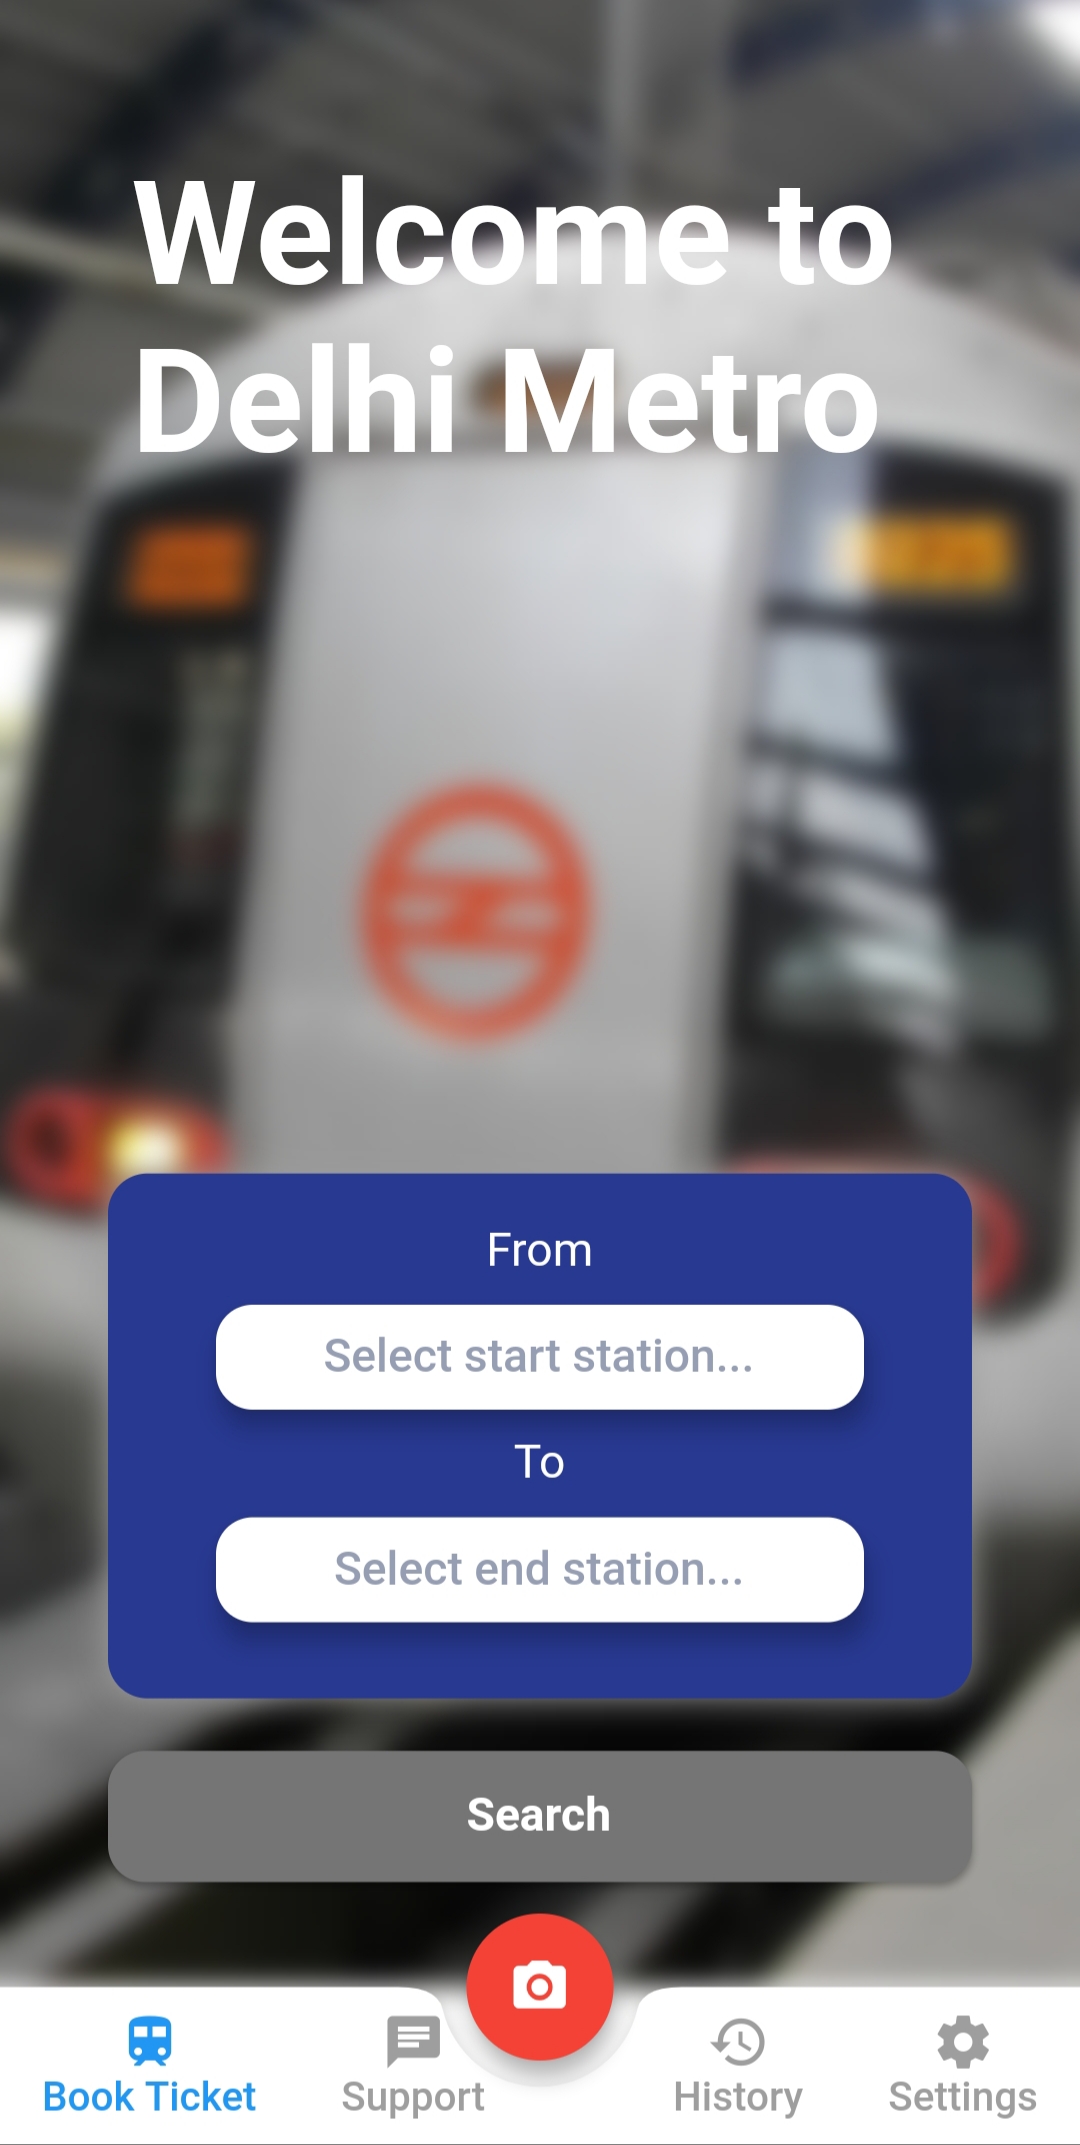 Welcome to
Delhi Metro
From
Select start station...
To
Select end station...
Search
Book Ticket
Support
History
Settings